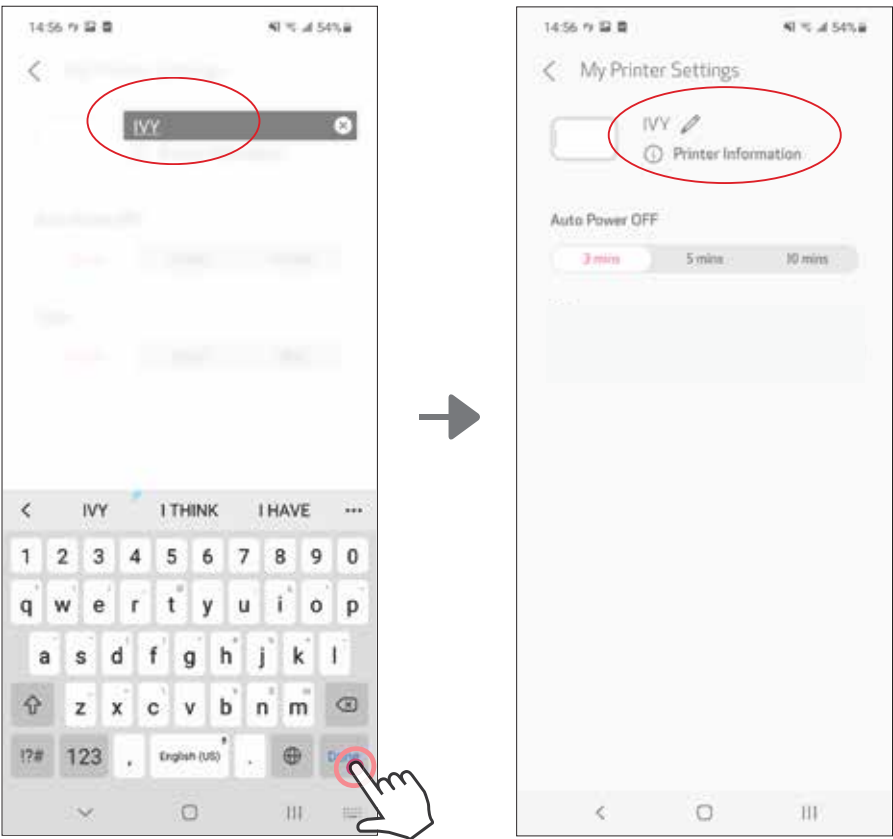 14:56
54%
IVY
IVY
I THINK
I HAVE
1 2 3 4 5 6 7 8 9 0
q w e r t y u i o p
a s d f g h j k l
z x c v b n m
!?# 123 , English (US) . Done
14:56
54%
My Printer Settings
IVY
Printer Information
Auto Power OFF
3 mins
5 mins
10 mins